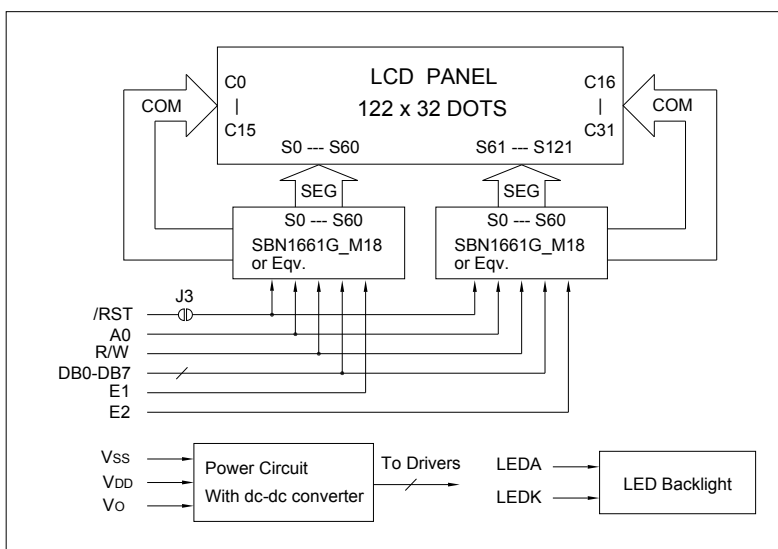 LCD PANEL
122 x 32 DOTS
C0
|
C15
C16
|
C31
COM
COM
S0 --- S60
S61 --- S121
SEG
SEG
S0 --- S60
SBN1661G_M18
or Eqv.
S0 --- S60
SBN1661G_M18
or Eqv.
J3
/RST
A0
R/W
DB0-DB7
E1
E2
VSS
VDD
VO
Power Circuit
With dc-dc converter
To Drivers
LEDA
LEDK
LED Backlight